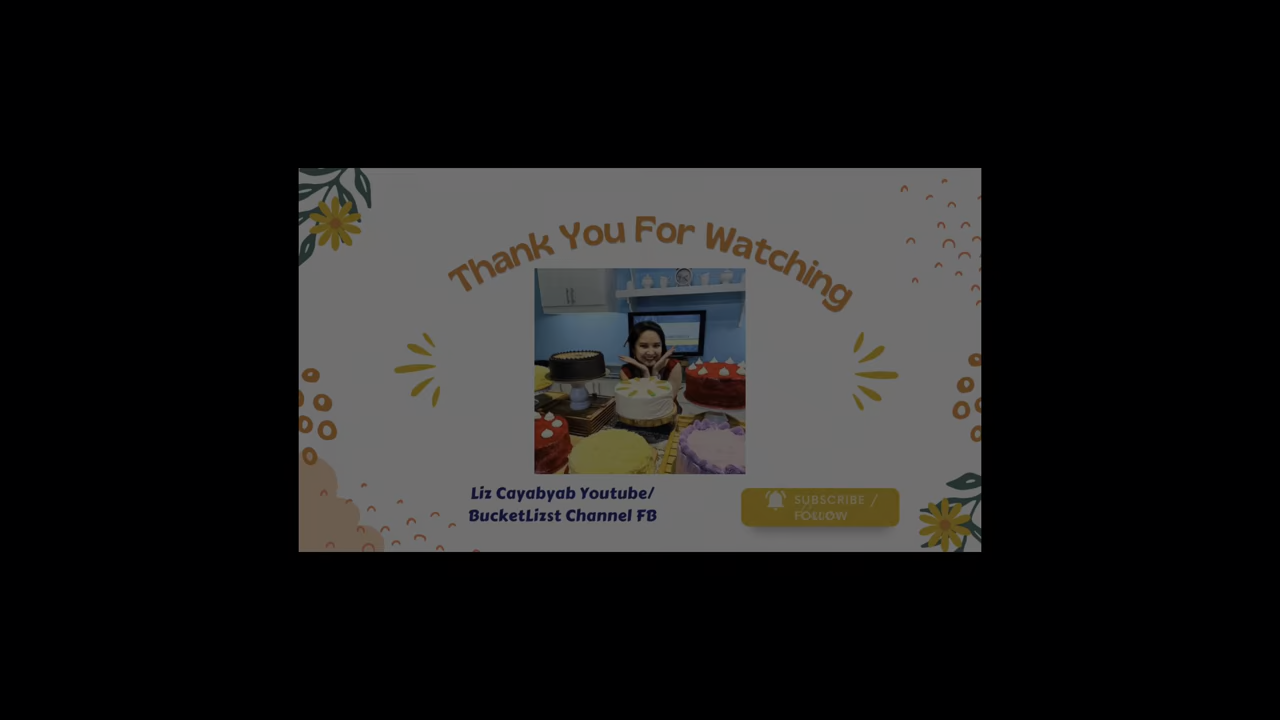 Thank You For Watching
Liz Cayabyab Youtube/
BucketLizst Channel FB
SUBSCRIBE /
FOLLOW